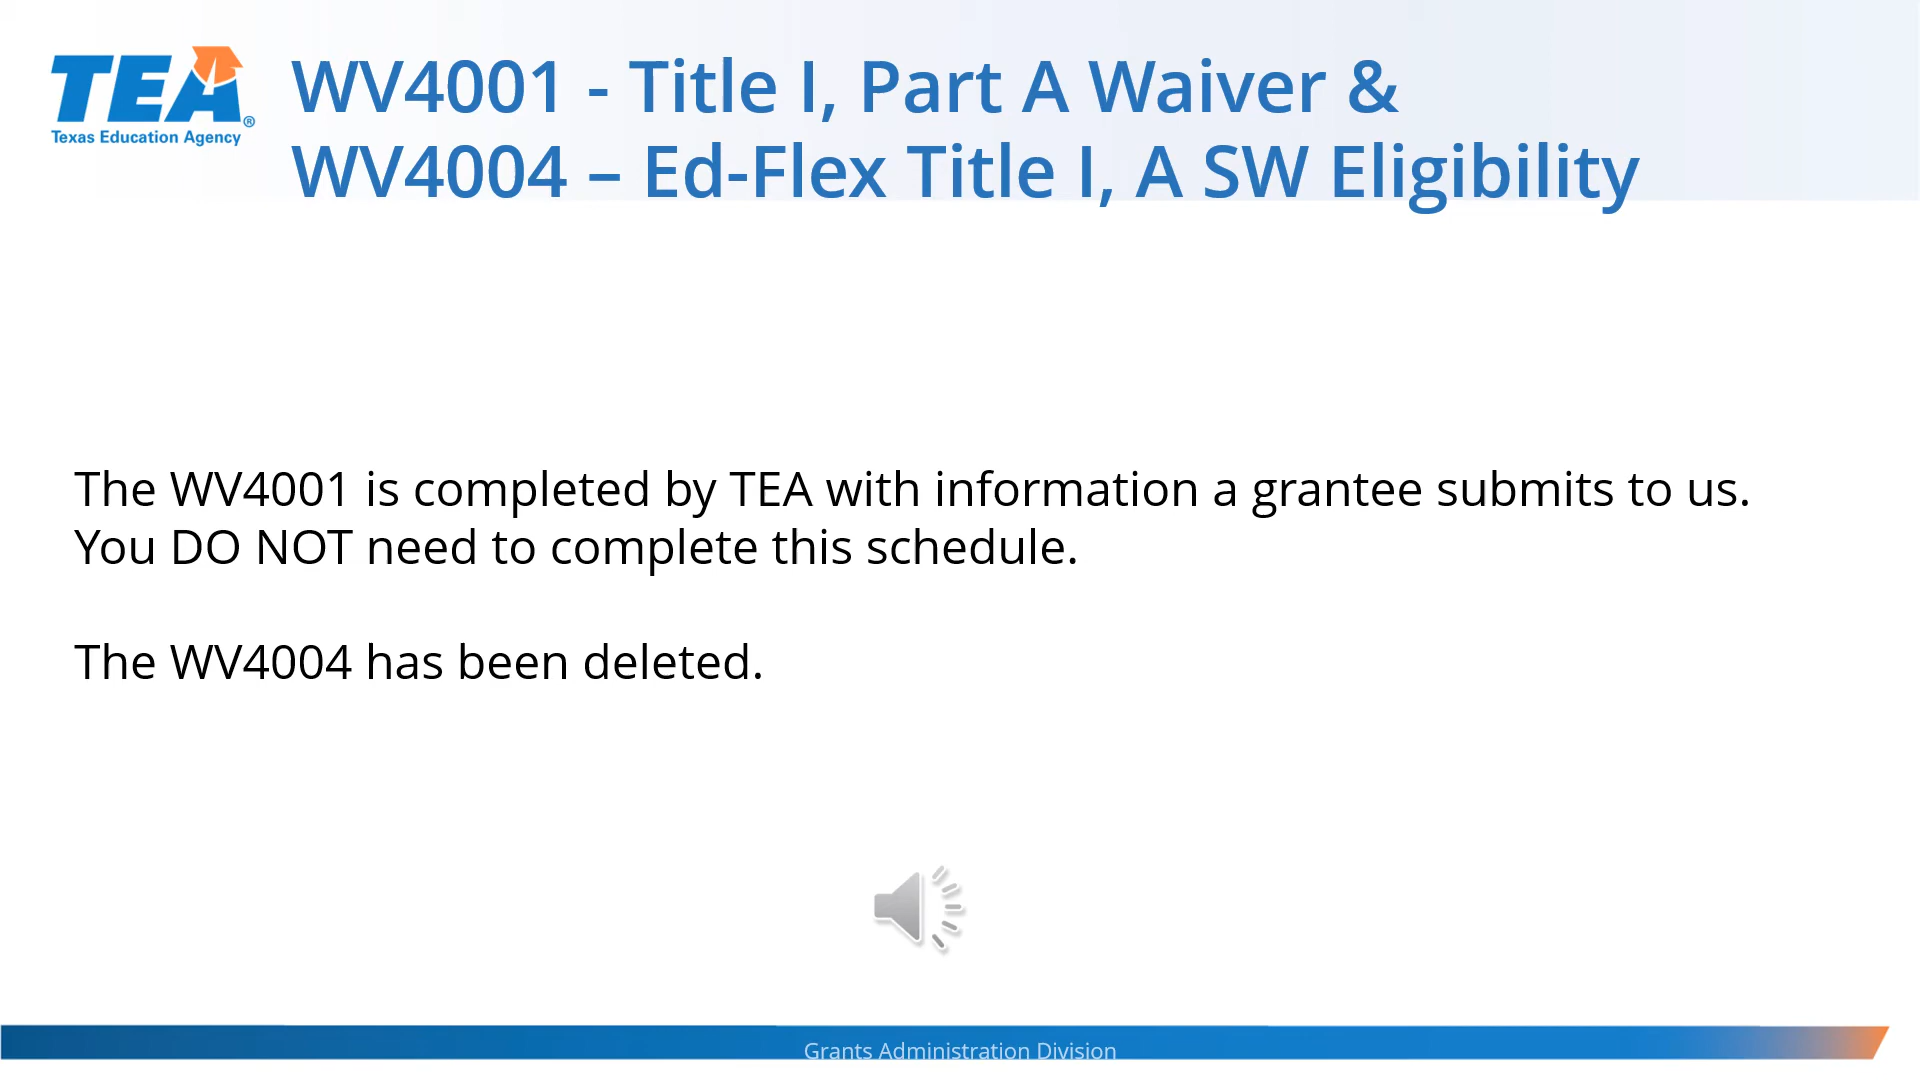 TEA®
Texas Education Agency
WV4001 - Title I, Part A Waiver &
WV4004 – Ed-Flex Title I, A SW Eligibility
The WV4001 is completed by TEA with information a grantee submits to us.
You DO NOT need to complete this schedule.
The WV4004 has been deleted.
Grants Administration Division